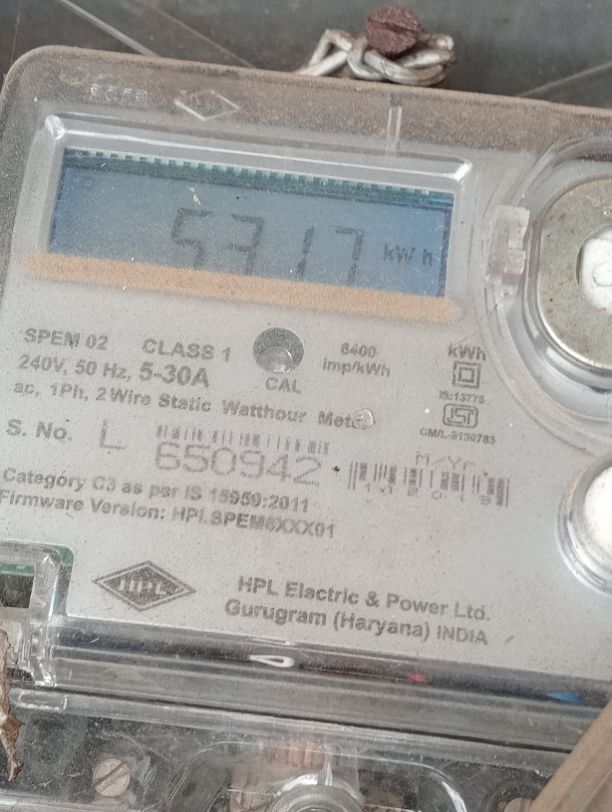 5317 kWh
SPEM 02 CLASS 1 6400 imp/kWh kWh
240V, 50 Hz, 5-30A CAL
ac, 1Ph, 2 Wire Static Watthour Meter
IS:13779
S. No. L 650942 M/Yr.
Category C3 as per IS 15959:2011
Firmware Version: HPLSPEM6XXX01
HPL
HPL Electric & Power Ltd.
Gurugram (Haryana) INDIA